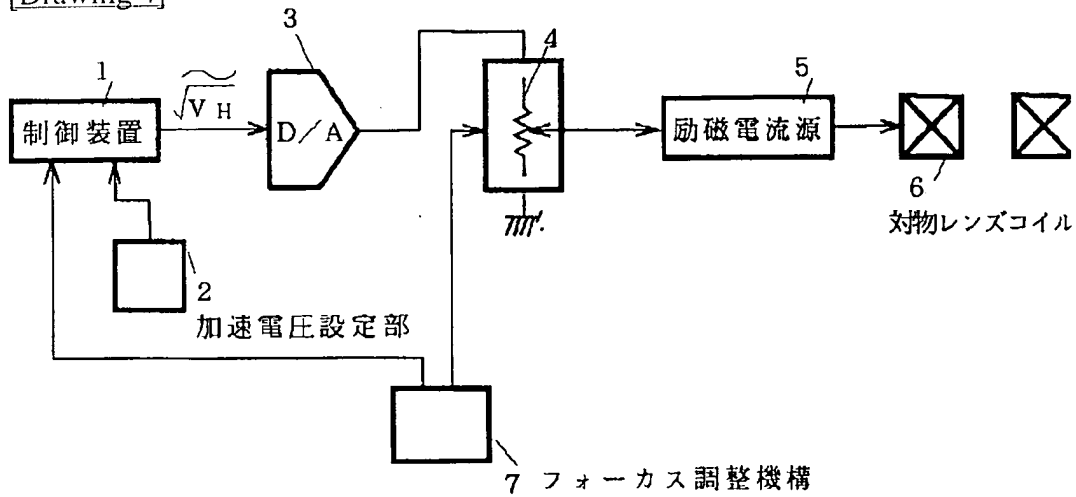 [Drawing 4]
1
制御装置
√V H
3
D/A
4
5
励磁電流源
6
対物レンズコイル
2
加速電圧設定部
7 フォーカス調整機構